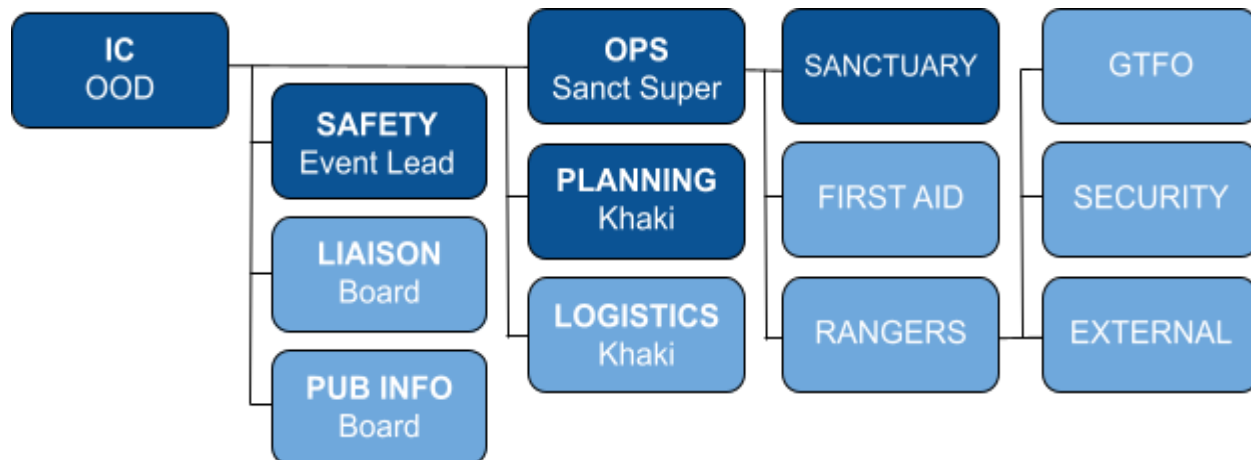 IC
OOD
SAFETY
Event Lead
LIAISON
Board
PUB INFO
Board
OPS
Sanct Super
PLANNING
Khaki
LOGISTICS
Khaki
SANCTUARY
FIRST AID
RANGERS
GTFO
SECURITY
EXTERNAL